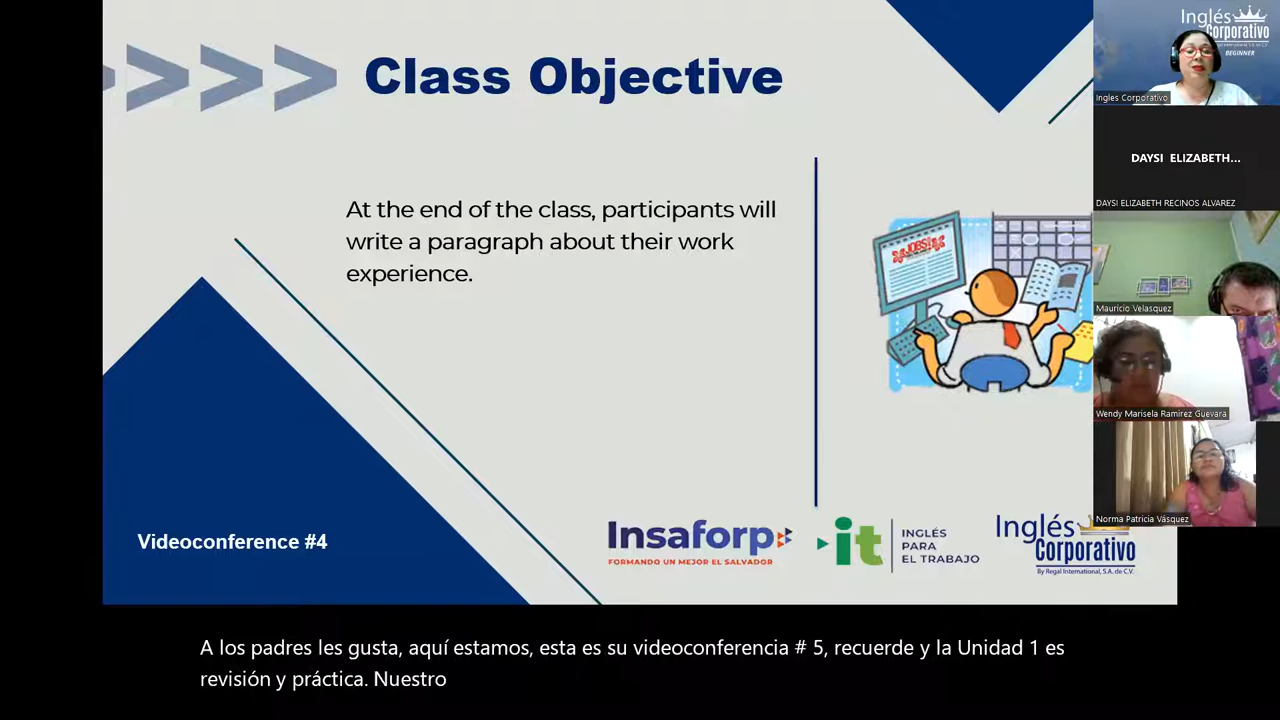 Class Objective
At the end of the class, participants will
write a paragraph about their work
experience.
JOBS!
Videoconference #4
Insaforp
FORMANDO UN MEJOR EL SALVADOR
it
INGLÉS
PARA
EL TRABAJO
Inglés
Corporativo
By Regal International, S.A. de C.V.
Inglés
Corporativo
BEGINNER
Ingles Corporativo
DAYSI ELIZABETH...
DAYSI ELIZABETH RECINOS ALVAREZ
Mauricio Velasquez
Wendy Marisela Ramirez Guevara
Norma Patricia Vásquez
A los padres les gusta, aquí estamos, esta es su videoconferencia # 5, recuerde y la Unidad 1 es
revisión y práctica. Nuestro